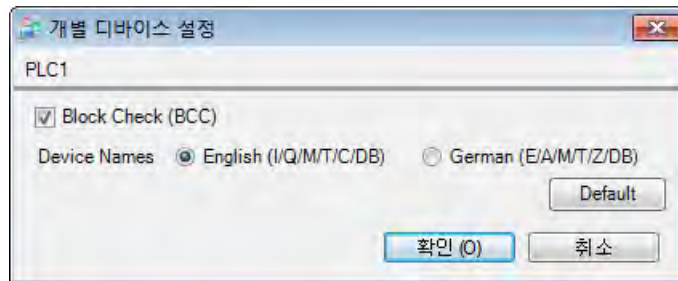 개별 디바이스 설정
PLC1
Block Check (BCC)
Device Names English (I/Q/M/T/C/DB) German (E/A/M/T/Z/DB)
Default
확인 (O) 취소